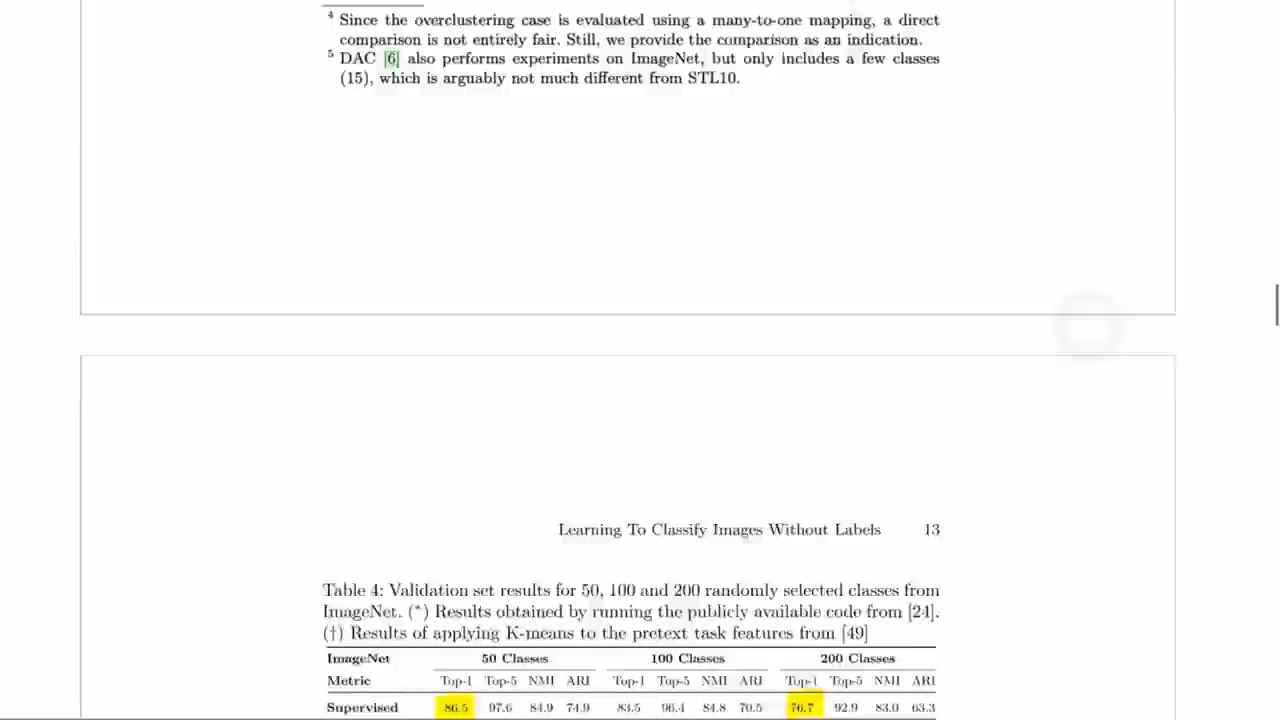 4 Since the overclustering case is evaluated using a many-to-one mapping, a direct
comparison is not entirely fair. Still, we provide the comparison as an indication.
5 DAC [6] also performs experiments on ImageNet, but only includes a few classes
(15), which is arguably not much different from STL10.
Learning To Classify Images Without Labels 13
Table 4: Validation set results for 50, 100 and 200 randomly selected classes from
ImageNet. (*) Results obtained by running the publicly available code from [24].
(†) Results of applying K-means to the pretext task features from [49]
ImageNet 50 Classes 100 Classes 200 Classes
Metric Top-1 Top-5 NMI ARI Top-1 Top-5 NMI ARI Top-1 Top-5 NMI ARI
Supervised 86.5 97.6 84.9 74.9 83.5 96.4 84.8 70.5 76.7 92.9 83.0 63.3